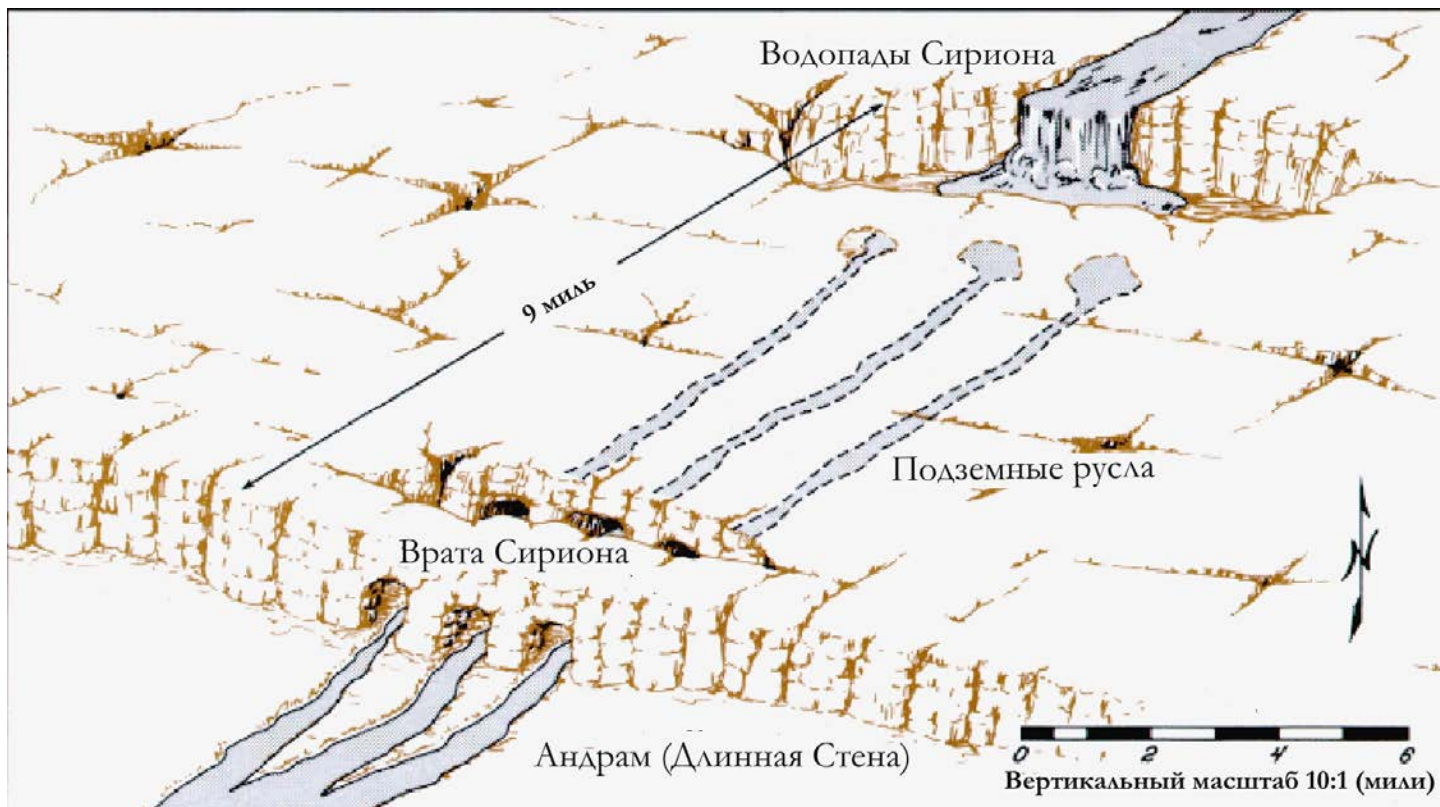 Водопады Сириона
9 миль
Подземные русла
Врата Сириона
N
Андрам (Длинная Стена)
0 2 4 6
Вертикальный масштаб 10:1 (мили)